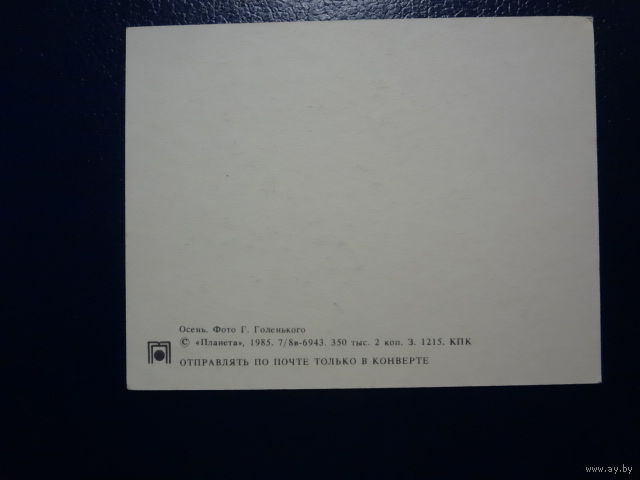 Осень. Фото Г. Голенького
© «Планета», 1985. 7/8в-6943. 350 тыс. 2 коп. З. 1215. КПК
ОТПРАВЛЯТЬ ПО ПОЧТЕ ТОЛЬКО В КОНВЕРТЕ
www.ay.by